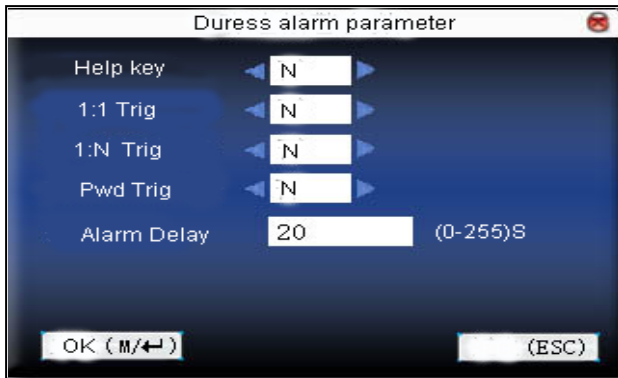 Duress alarm parameter
Help key N
1:1 Trig N
1:N Trig N
Pwd Trig N
Alarm Delay 20 (0-255)S
OK (M/↵) (ESC)